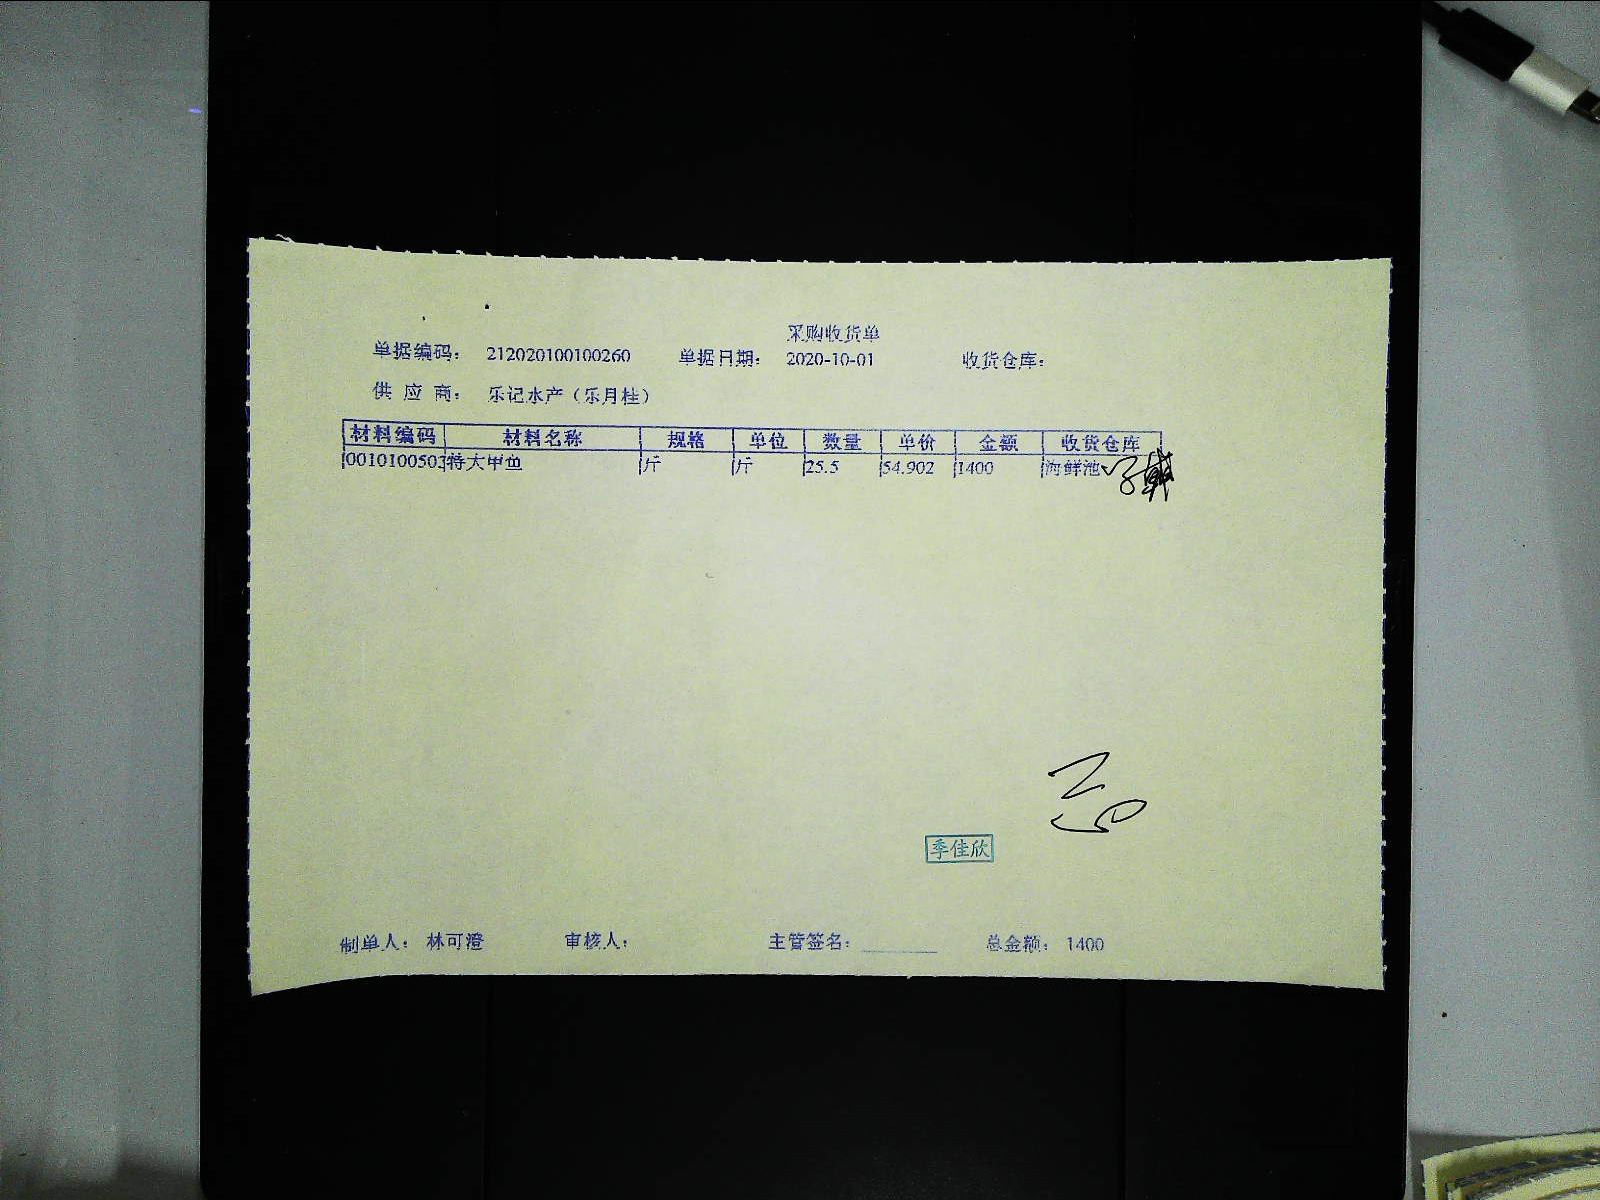 采购收货单
单据编码: 212020100100260 单据日期: 2020-10-01 收货仓库:
供 应 商: 乐记水产(乐月桂)
材料编码 材料名称 规格 单位 数量 单价 金额 收货仓库
0010100503 特大甲鱼 斤 斤 25.5 54.902 1400 海鲜池
季佳欣
制单人: 林可澄 审核人: 主管签名: 总金额: 1400